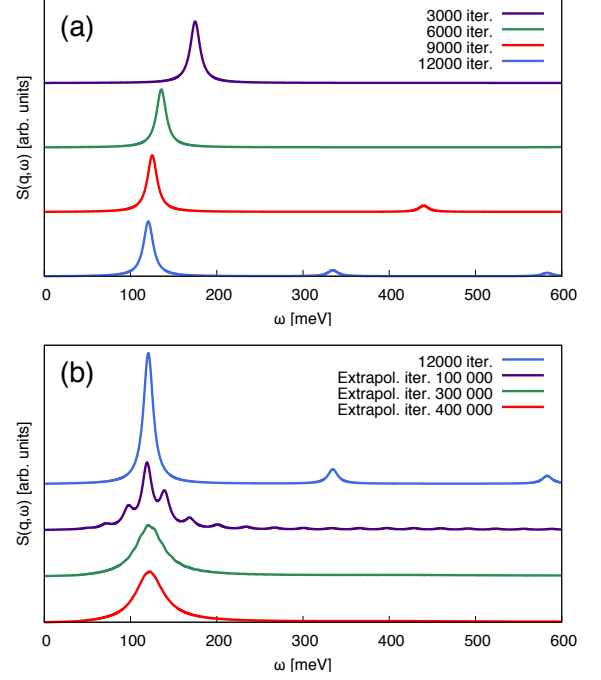 (a)
3000 iter.
6000 iter.
9000 iter.
12000 iter.
S(q,ω) [arb. units]
0 100 200 300 400 500 600
ω [meV]
(b)
12000 iter.
Extrapol. iter. 100 000
Extrapol. iter. 300 000
Extrapol. iter. 400 000
S(q,ω) [arb. units]
0 100 200 300 400 500 600
ω [meV]